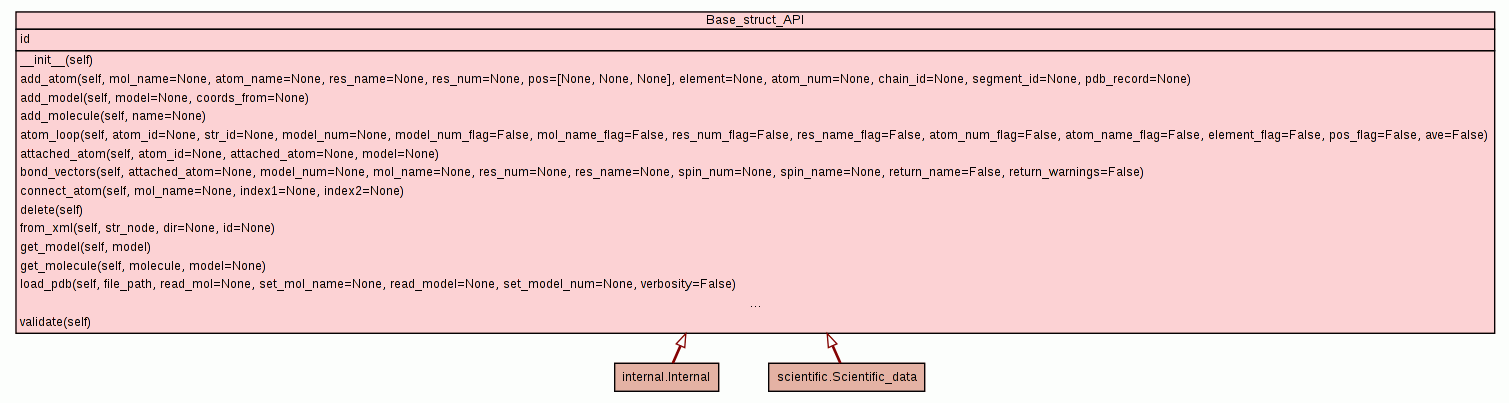 Base_struct_API
id
__init__(self)
add_atom(self, mol_name=None, atom_name=None, res_name=None, res_num=None, pos=[None, None, None], element=None, atom_num=None, chain_id=None, segment_id=None, pdb_record=None)
add_model(self, model=None, coords_from=None)
add_molecule(self, name=None)
atom_loop(self, atom_id=None, str_id=None, model_num=None, model_num_flag=False, mol_name_flag=False, res_num_flag=False, res_name_flag=False, atom_num_flag=False, atom_name_flag=False, element_flag=False, pos_flag=False, ave=False)
attached_atom(self, atom_id=None, attached_atom=None, model=None)
bond_vectors(self, attached_atom=None, model_num=None, mol_name=None, res_num=None, res_name=None, spin_num=None, spin_name=None, return_name=False, return_warnings=False)
connect_atom(self, mol_name=None, index1=None, index2=None)
delete(self)
from_xml(self, str_node, dir=None, id=None)
get_model(self, model)
get_molecule(self, molecule, model=None)
load_pdb(self, file_path, read_mol=None, set_mol_name=None, read_model=None, set_model_num=None, verbosity=False)
...
validate(self)
internal.Internal scientific.Scientific_data